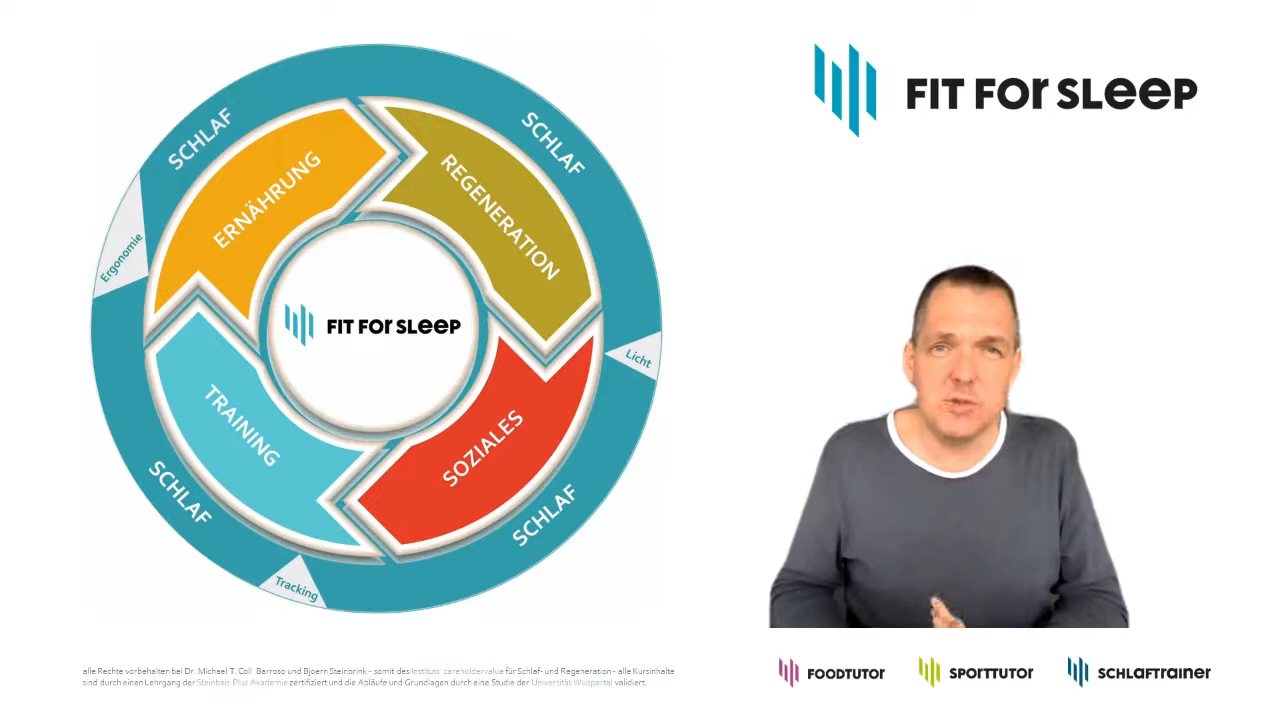 SCHLAF
SCHLAF
ERNÄHRUNG
REGENERATION
Ergonomie
FIT FOR SLEEP
Licht
TRAINING
SOZIALES
SCHLAF
SCHLAF
Tracking
FIT FOR SLEEP
alle Rechte vorbehalten bei Dr. Michael T. Coll. Barroso und Bjoern Steinbrink - somit des Instituts careholdervalue für Schlaf- und Regeneration - alle Kursinhalte
sind durch einen Lehrgang der Steinbeis Plus Akademie zertifiziert und die Abläufe und Grundlagen durch eine Studie der Universität Wuppertal validiert.
FOODTUTOR
SPORTTUTOR
SCHLAFTRAINER